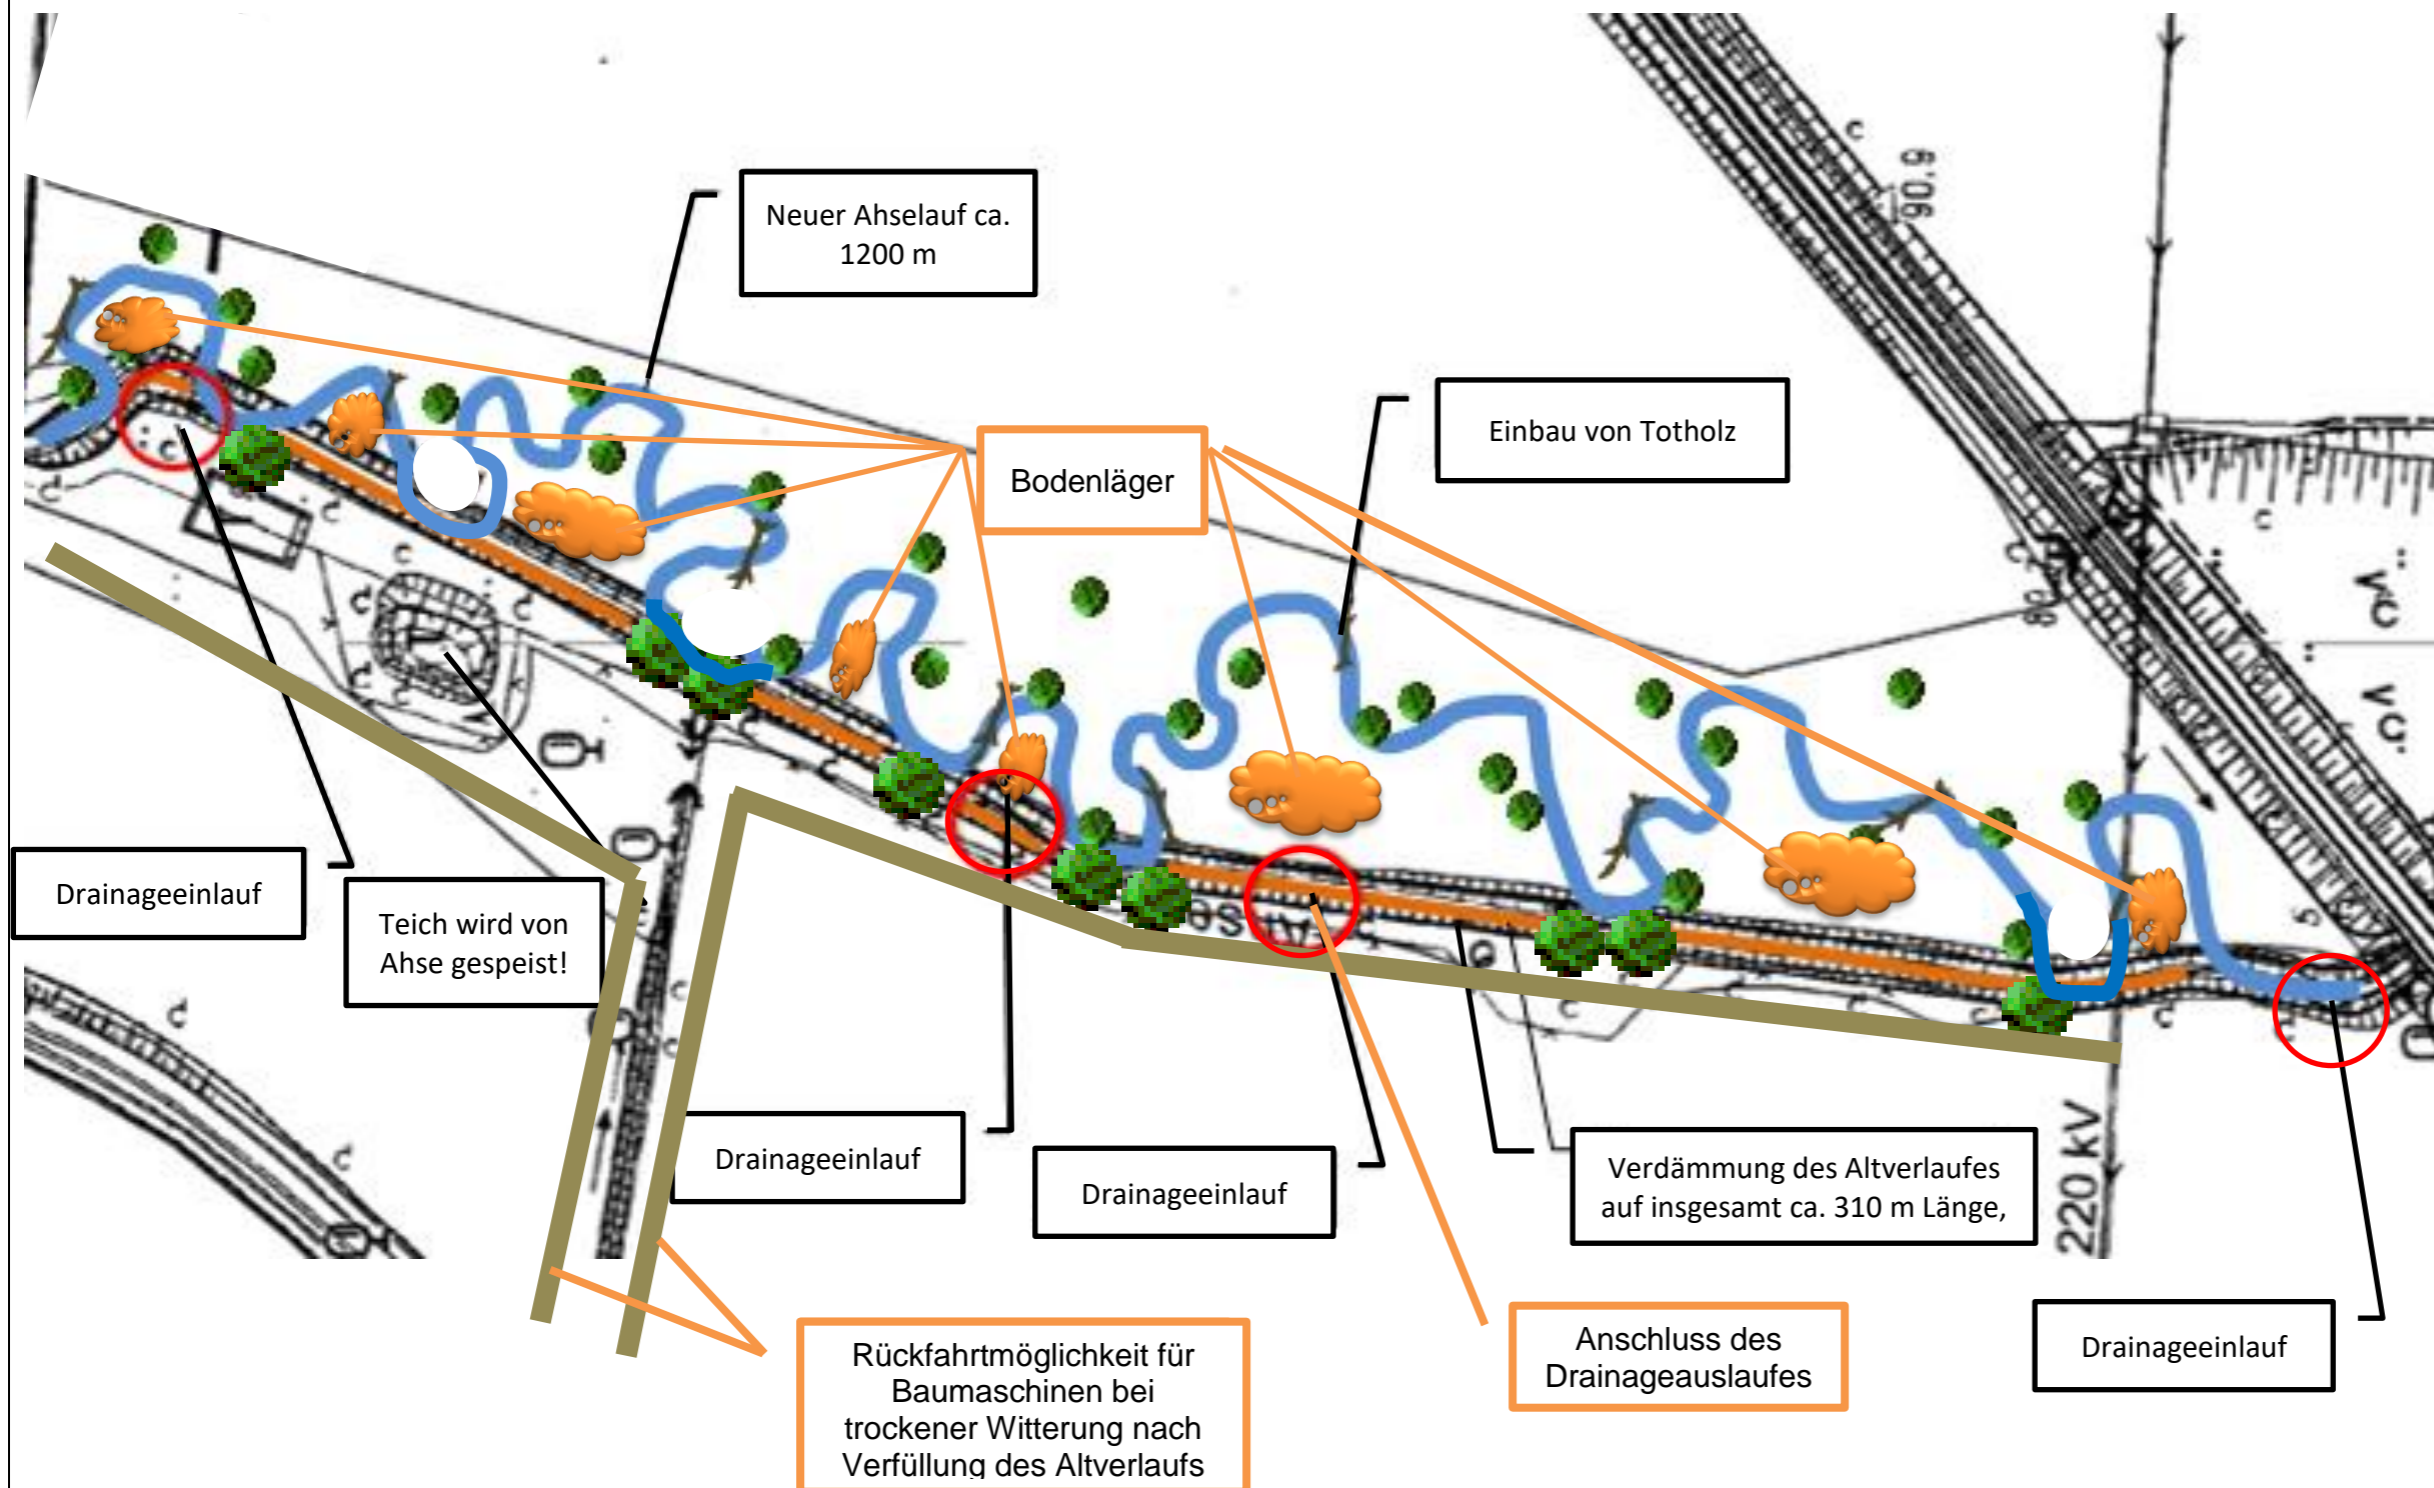 90.9
Neuer Ahselauf ca.
1200 m
Einbau von Totholz
Bodenläger
Drainageeinlauf
Teich wird von
Ahse gespeist!
Drainageeinlauf
Drainageeinlauf
Verdämmung des Altverlaufes
auf insgesamt ca. 310 m Länge,
220 kV
Drainageeinlauf
Rückfahrtmöglichkeit für
Baumaschinen bei
trockener Witterung nach
Verfüllung des Altverlaufs
Anschluss des
Drainageauslaufes